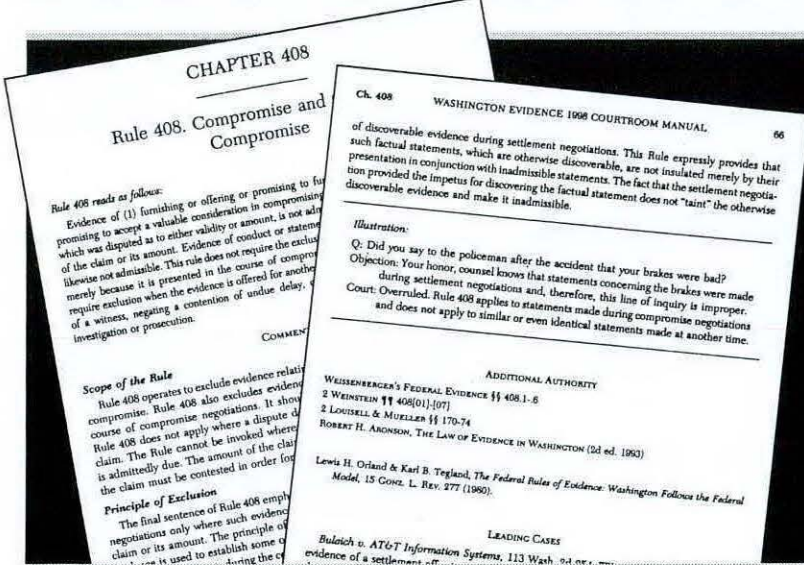 CHAPTER 408
Rule 408. Compromise and
Compromise
Rule 408 reads as follows:
Evidence of (1) furnishing or offering or promising to
promising to accept a valuable consideration in compromising
which was disputed as to either validity or amount, is not
of the claim or its amount. Evidence of conduct or
likewise not admissible. This rule does not require the
merely because it is presented in the course of
require exclusion when the evidence is offered for
of a witness, negating a contention of undue delay,
investigation or prosecution.
Scope of the Rule
Rule 408 operates to exclude evidence
compromise. Rule 408 also excludes
course of compromise negotiations. It
Rule 408 does not apply where a dispute
claim. The Rule cannot be invoked where
is admittedly due. The amount of the
the claim must be contested in order for
Principle of Exclusion
The final sentence of Rule 408
negotiations only where such
claim or its amount. The principle of
is used to establish some
during the
Ch. 408 WASHINGTON EVIDENCE 1998 COURTROOM MANUAL 66
of discoverable evidence during settlement negotiations. This Rule expressly provides that
such factual statements, which are otherwise discoverable, are not insulated merely by their
presentation in conjunction with inadmissible statements. The fact that the settlement negotia-
tion provided the impetus for discovering the factual statement does not "taint" the otherwise
discoverable evidence and make it inadmissible.
Illustration:
Q: Did you say to the policeman after the accident that your brakes were bad?
Objection: Your honor, counsel knows that statements concerning the brakes were made
during settlement negotiations and, therefore, this line of inquiry is improper.
Court: Overruled. Rule 408 applies to statements made during compromise negotiations
and does not apply to similar or even identical statements made at another time.
ADDITIONAL AUTHORITY
WEISSENBERGER'S FEDERAL EVIDENCE §§ 408.1-.6
2 WEINSTEIN ¶¶ 408[01]-[07]
2 LOUISELL & MUELLER §§ 170-74
ROBERT H. ARONSON, THE LAW OF EVIDENCE IN WASHINGTON (2d ed. 1993)
Lewis H. Orland & Karl B. Tegland, The Federal Rules of Evidence: Washington Follows the Federal
Model, 15 GONZ. L. REV. 277 (1980).
LEADING CASES
Bulaich v. AT&T Information Systems, 113 Wash. 2d
evidence of a settlement